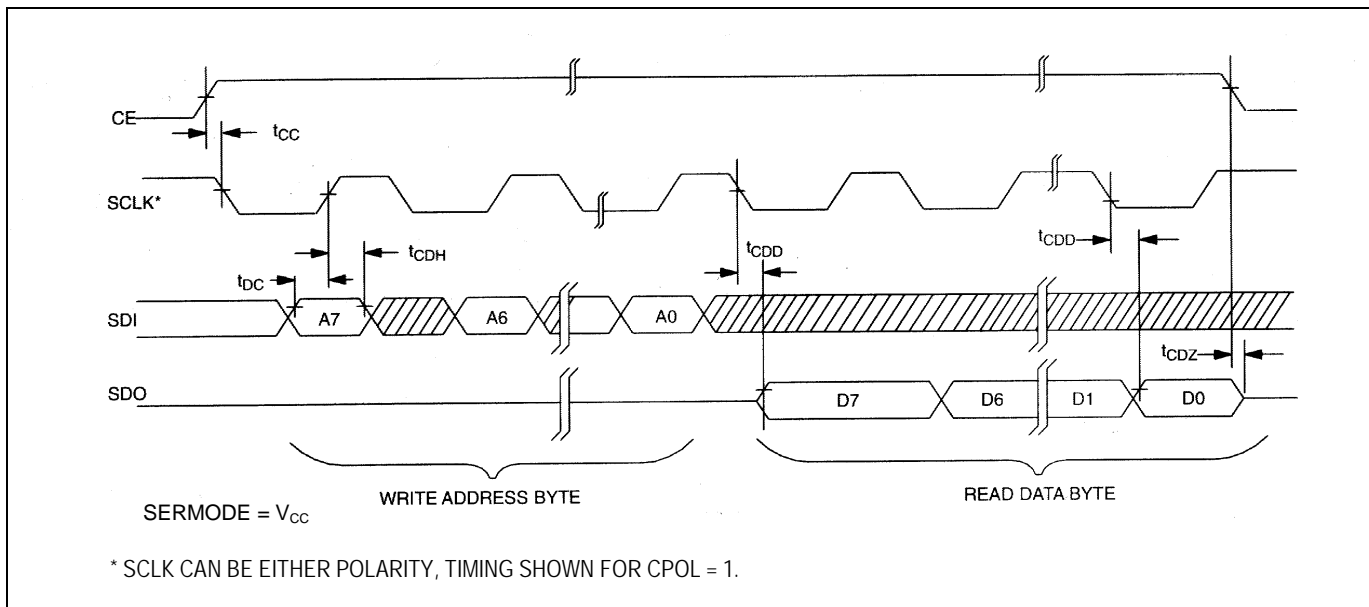 CE
tCC
SCLK*
tCDH
tCDD
tCDD
tDC
SDI
A7
A6
A0
tCDZ
SDO
D7
D6
D1
D0
WRITE ADDRESS BYTE
READ DATA BYTE
SERMODE = VCC
* SCLK CAN BE EITHER POLARITY, TIMING SHOWN FOR CPOL = 1.